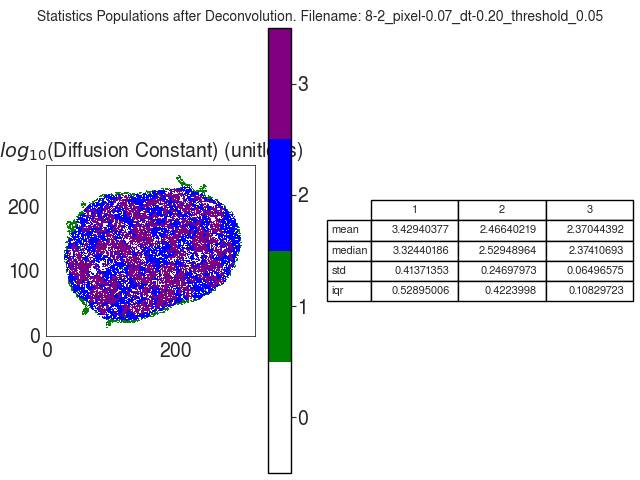 Statistics Populations after Deconvolution. Filename: 8-2_pixel-0.07_dt-0.20_threshold_0.05
log10(Diffusion Constant) (unitless)
200
100
0
0 200
3
2
1
0
1 2 3
mean 3.42940377 2.46640219 2.37044392
median 3.32440186 2.52948964 2.37410693
std 0.41371353 0.24697973 0.06496575
iqr 0.52895006 0.4223998 0.10829723